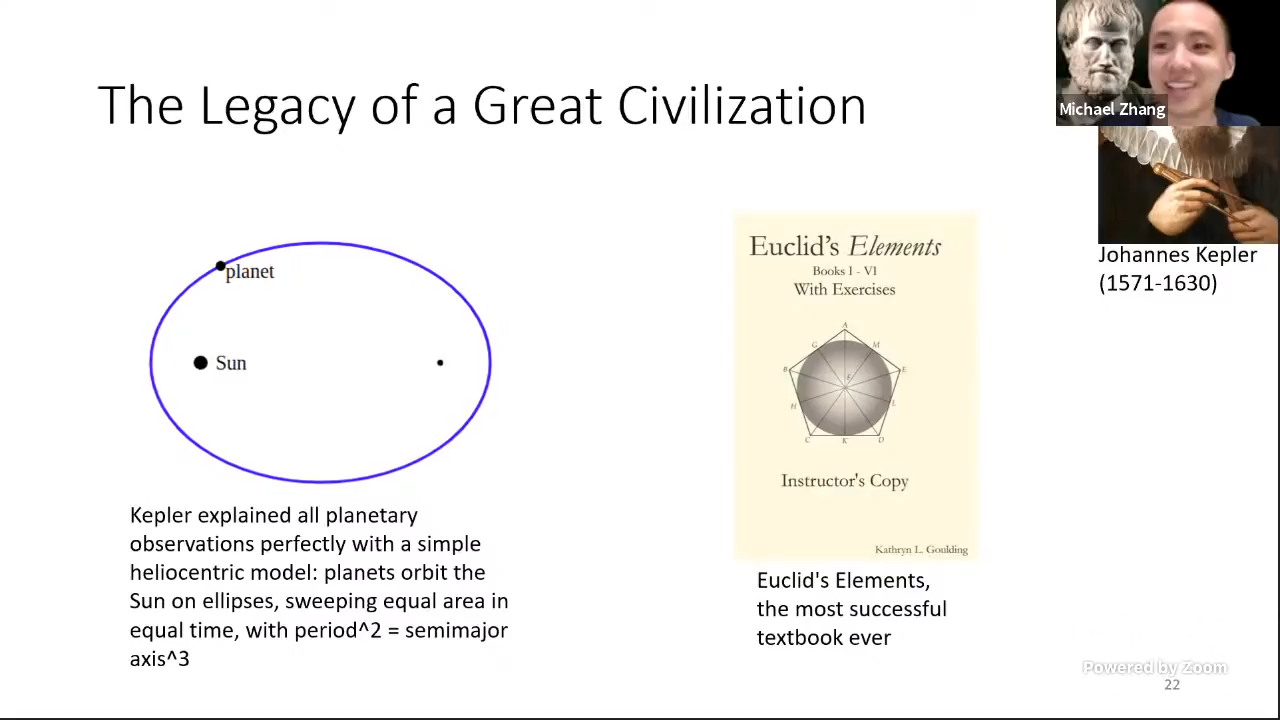 The Legacy of a Great Civilization
Michael Zhang
Johannes Kepler
(1571-1630)
planet
Sun
Kepler explained all planetary
observations perfectly with a simple
heliocentric model: planets orbit the
Sun on ellipses, sweeping equal area in
equal time, with period^2 = semimajor
axis^3
Euclid's Elements
Books I - VI
With Exercises
A
G
M
B
E
F
H
L
C
K
D
Instructor's Copy
Kathryn L. Goulding
Euclid's Elements,
the most successful
textbook ever
Powered by Zoom
22